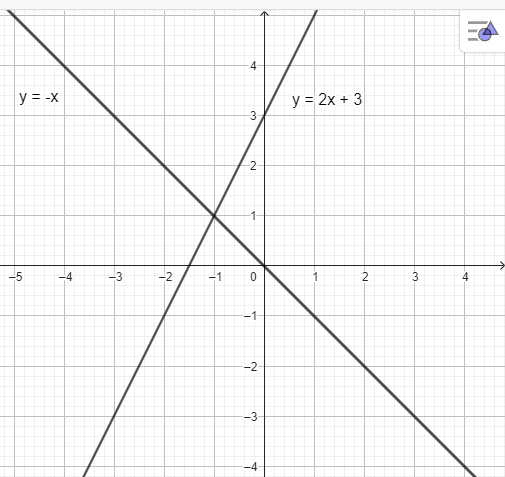 4
y = -x
y = 2x + 3
3
2
1
–5 –4 –3 –2 –1 0 1 2 3 4
–1
–2
–3
–4